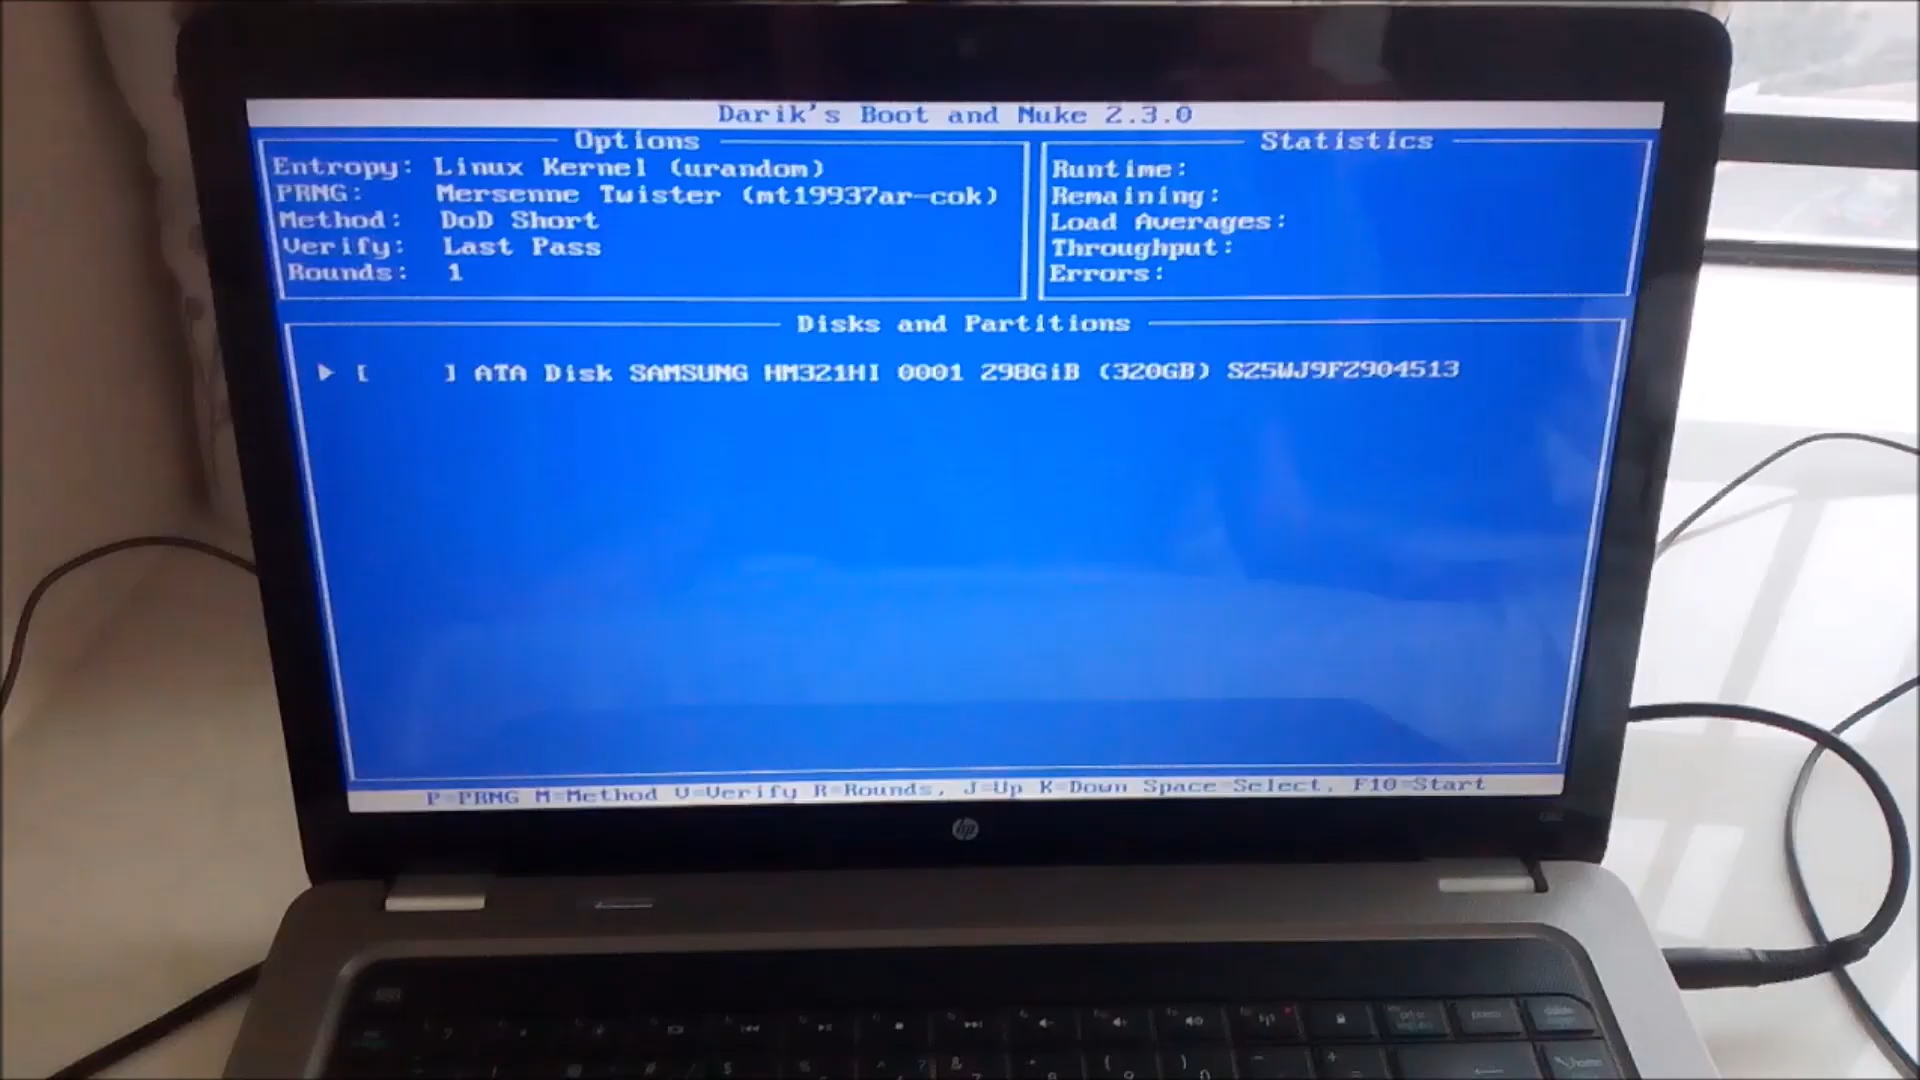 Darik's Boot and Nuke 2.3.0
Options
Entropy: Linux Kernel (urandom)
PRNG: Mersenne Twister (mt19937ar-cok)
Method: DoD Short
Verify: Last Pass
Rounds: 1
Statistics
Runtime:
Remaining:
Load Averages:
Throughput:
Errors:
Disks and Partitions
▶ [ ] ATA Disk SAMSUNG HM321HI 0001 298GiB (320GB) S25WJ9FZ904513
P=PRNG M=Method V=Verify R=Rounds, J=Up K=Down Space=Select, F10=Start
hp